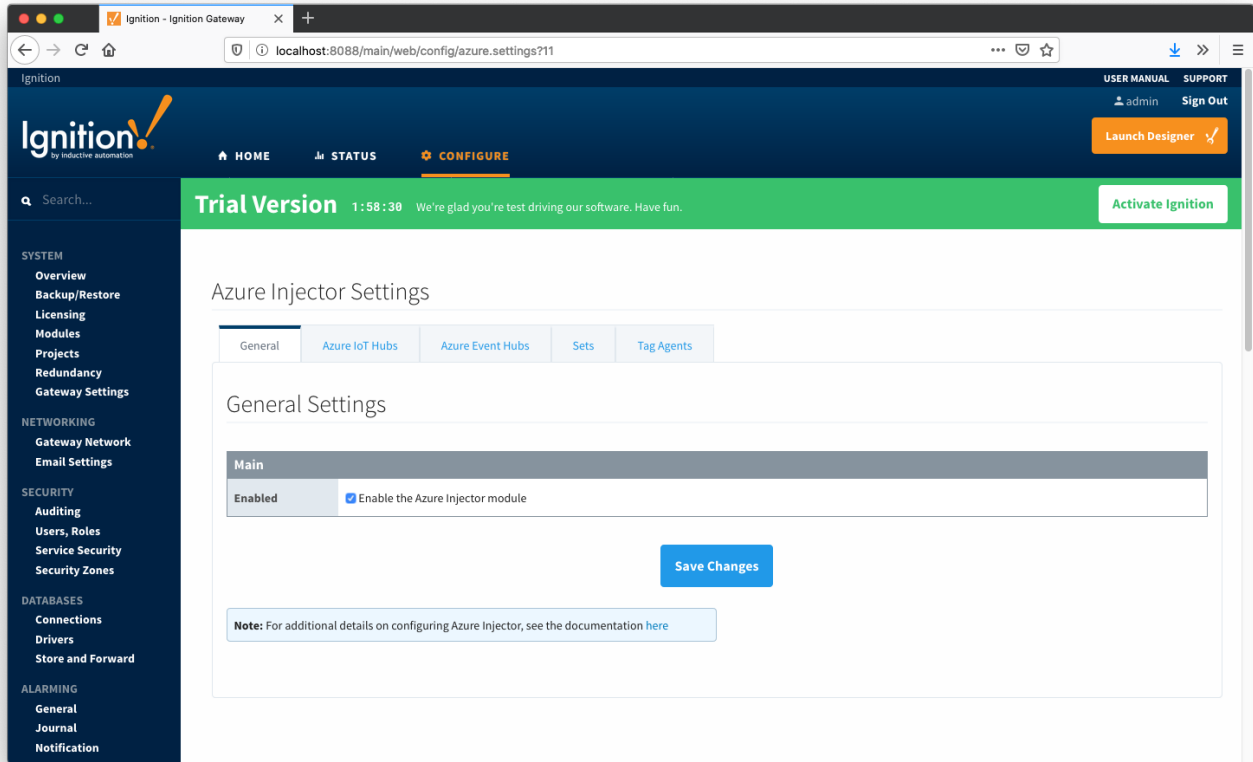 Ignition - Ignition Gateway
localhost:8088/main/web/config/azure.settings?11
Ignition
USER MANUAL SUPPORT
admin Sign Out
Ignition!
by inductive automation
Launch Designer
HOME STATUS CONFIGURE
Search...
Trial Version 1:58:30 We're glad you're test driving our software. Have fun.
Activate Ignition
SYSTEM
Overview
Backup/Restore
Licensing
Modules
Projects
Redundancy
Gateway Settings
NETWORKING
Gateway Network
Email Settings
SECURITY
Auditing
Users, Roles
Service Security
Security Zones
DATABASES
Connections
Drivers
Store and Forward
ALARMING
General
Journal
Notification
Azure Injector Settings
General Azure IoT Hubs Azure Event Hubs Sets Tag Agents
General Settings
Main
Enabled Enable the Azure Injector module
Save Changes
Note: For additional details on configuring Azure Injector, see the documentation here